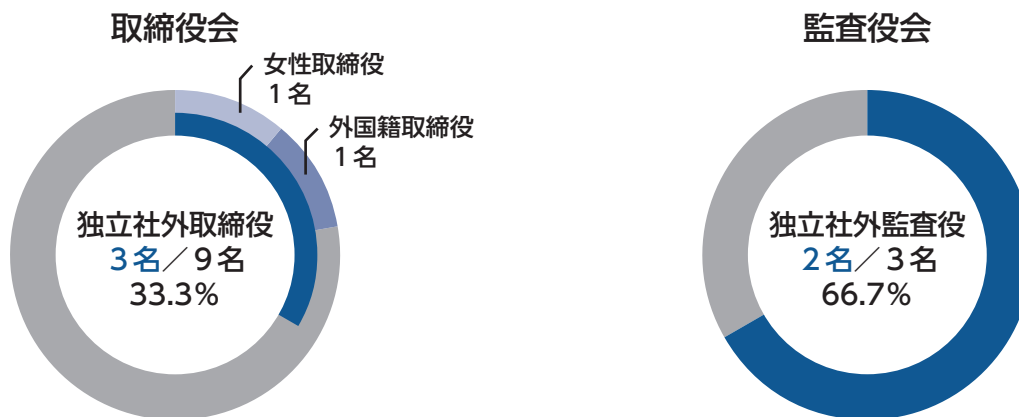 取締役会
女性取締役
1名
外国籍取締役
1名
独立社外取締役
3名／9名
33.3%
監査役会
独立社外監査役
2名／3名
66.7%